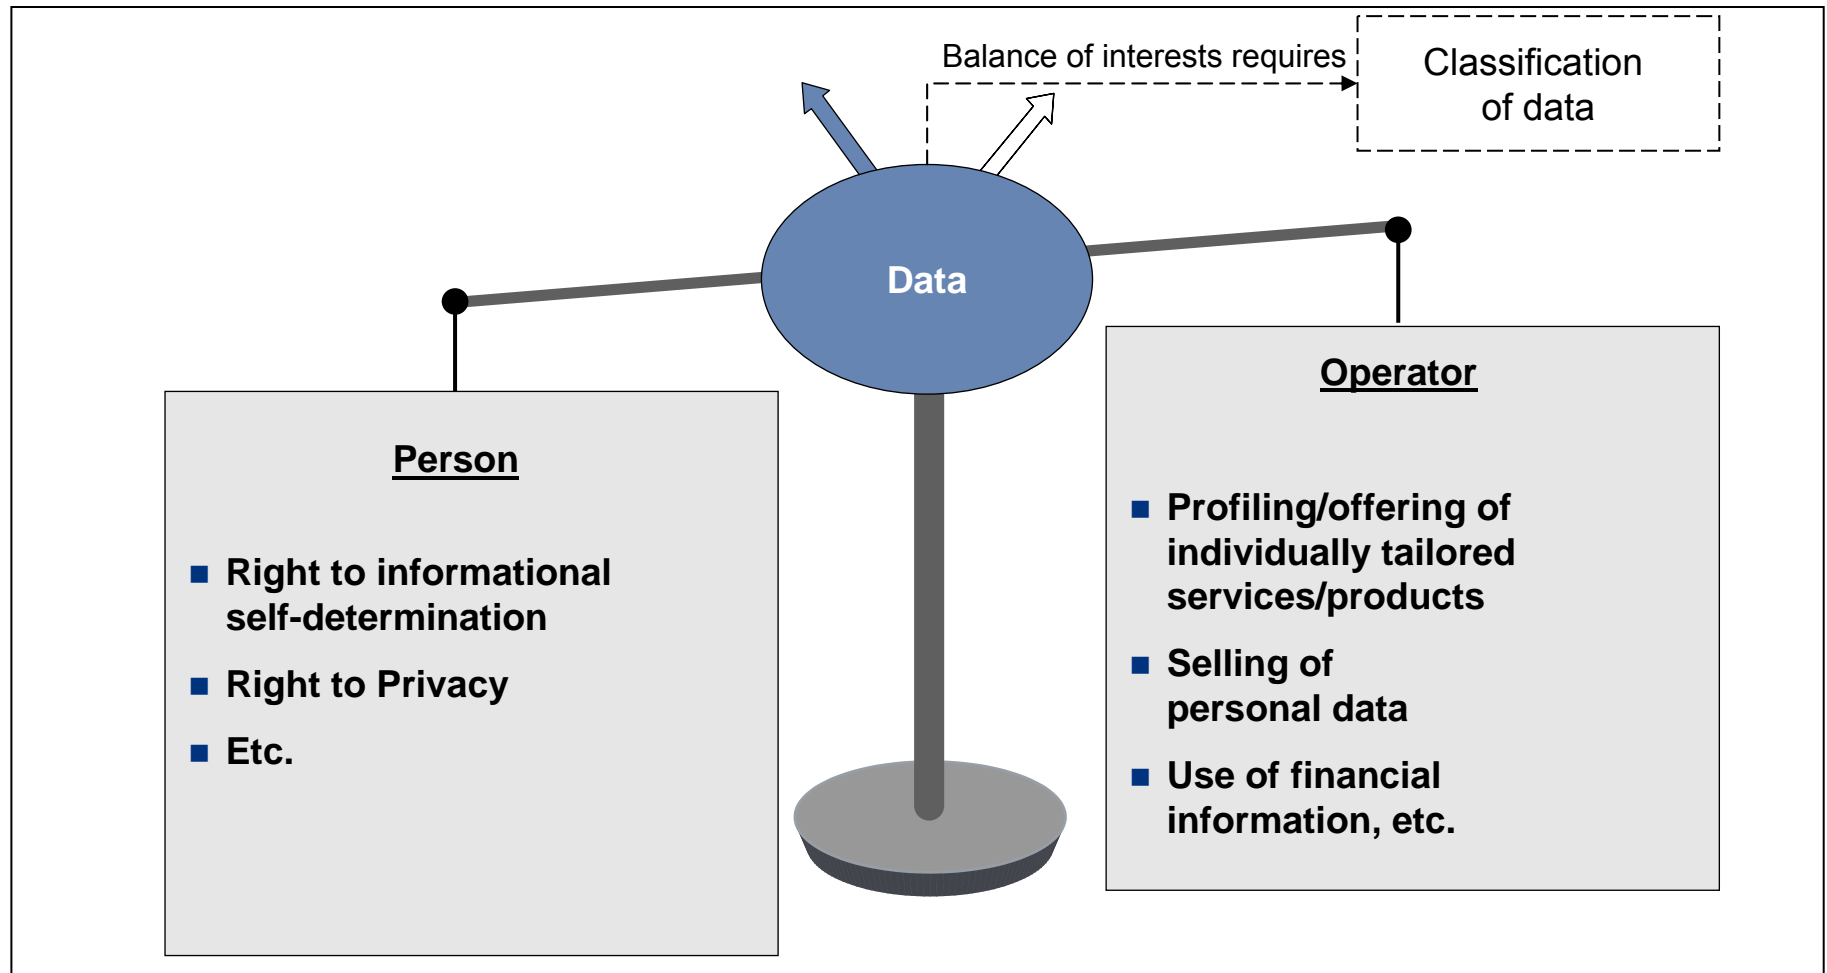 Balance of interests requires
Classification
of data
Data
Person
■ Right to informational
self-determination
■ Right to Privacy
■ Etc.
Operator
■ Profiling/offering of
individually tailored
services/products
■ Selling of
personal data
■ Use of financial
information, etc.